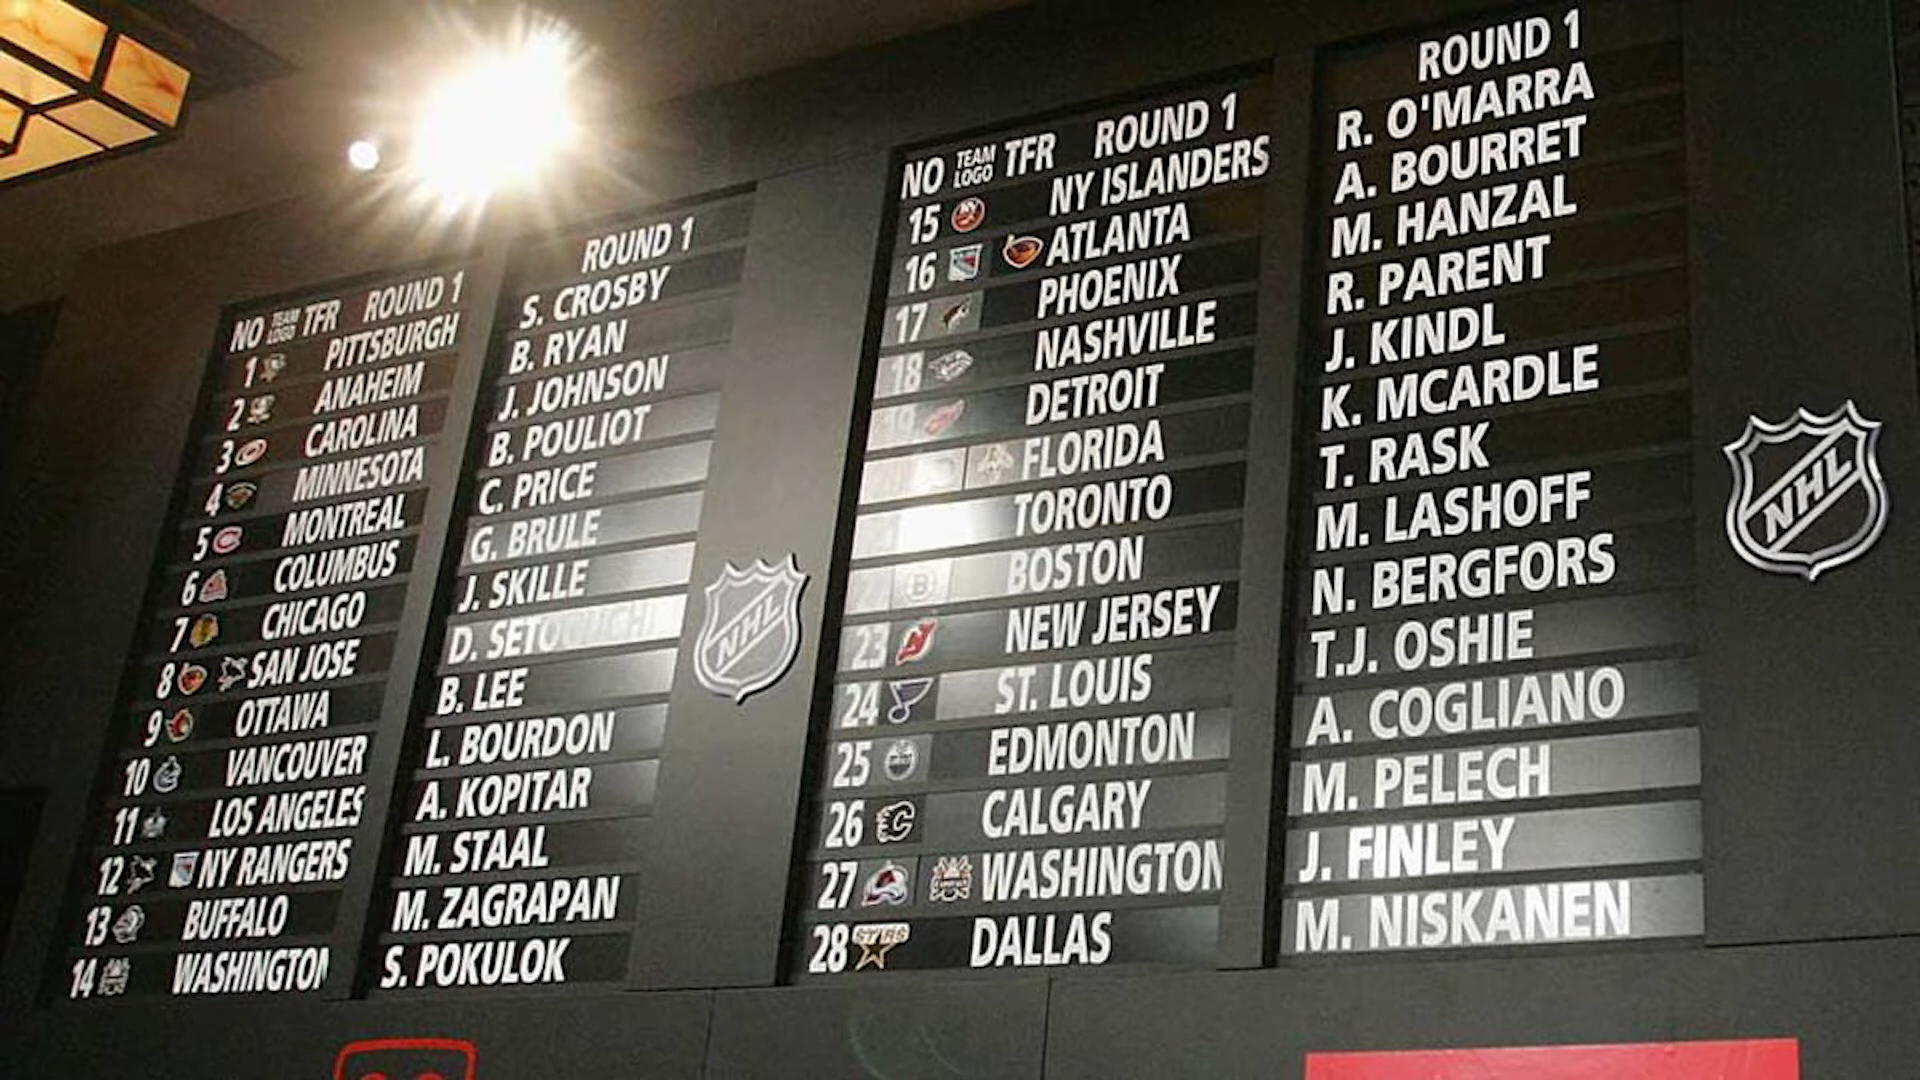 NO TEAM LOGO TFR ROUND 1
1 PITTSBURGH
2 ANAHEIM
3 CAROLINA
4 MINNESOTA
5 MONTREAL
6 COLUMBUS
7 CHICAGO
8 SAN JOSE
9 OTTAWA
10 VANCOUVER
11 LOS ANGELES
12 NY RANGERS
13 BUFFALO
14 WASHINGTON
ROUND 1
S. CROSBY
B. RYAN
J. JOHNSON
B. POULIOT
C. PRICE
G. BRULE
J. SKILLE
D. SETOGUCHI
B. LEE
L. BOURDON
A. KOPITAR
M. STAAL
M. ZAGRAPAN
S. POKULOK
NHL
NO TEAM LOGO TFR ROUND 1
15 NY ISLANDERS
16 ATLANTA
17 PHOENIX
18 NASHVILLE
19 DETROIT
FLORIDA
TORONTO
BOSTON
23 NEW JERSEY
24 ST. LOUIS
25 EDMONTON
26 CALGARY
27 WASHINGTON
28 STARS DALLAS
ROUND 1
R. O'MARRA
A. BOURRET
M. HANZAL
R. PARENT
J. KINDL
K. MCARDLE
T. RASK
M. LASHOFF
N. BERGFORS
T.J. OSHIE
A. COGLIANO
M. PELECH
J. FINLEY
M. NISKANEN
NHL